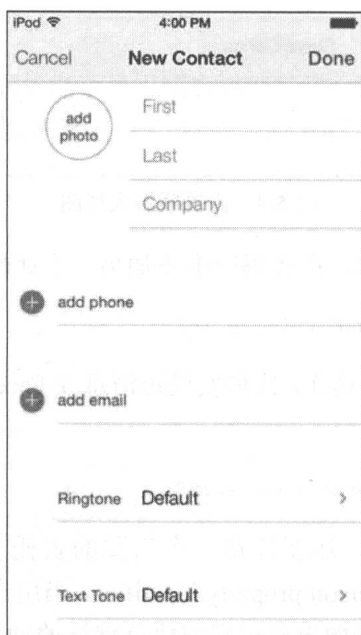 iPod 4:00 PM
Cancel New Contact Done
add
photo
First
Last
Company
add phone
add email
Ringtone Default
Text Tone Default